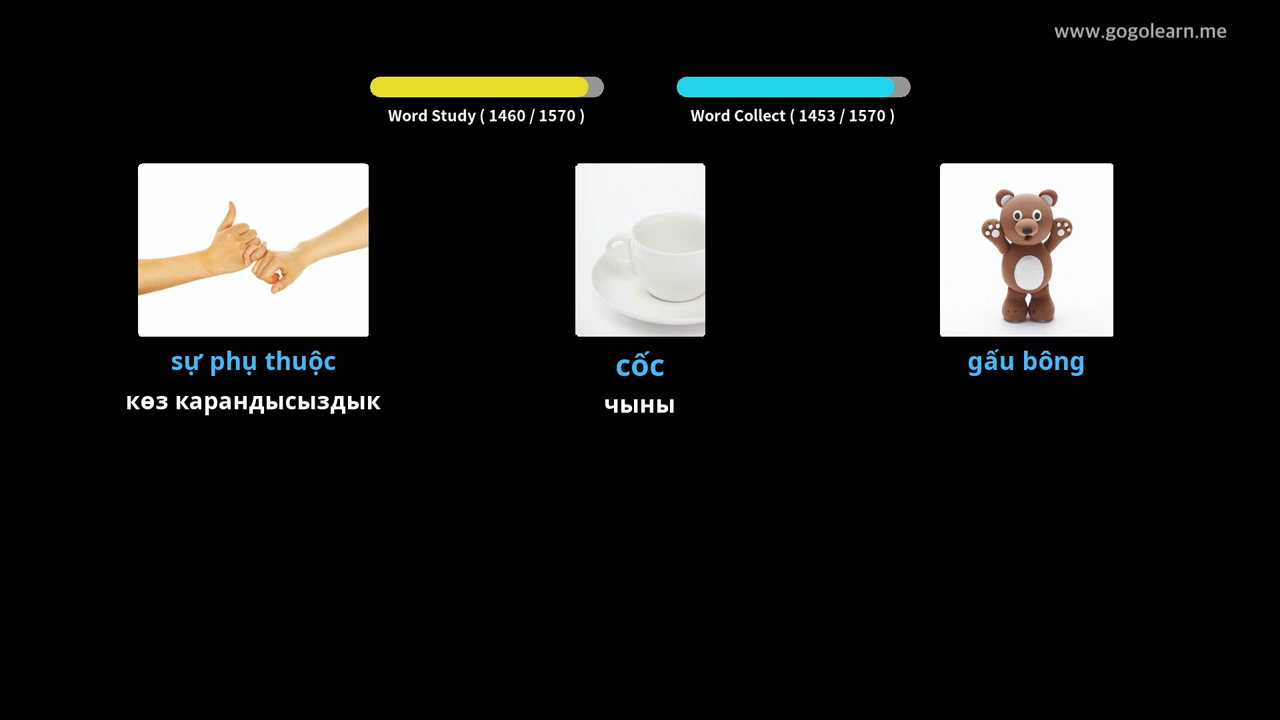 www.gogolearn.me
Word Study ( 1460 / 1570 )
Word Collect ( 1453 / 1570 )
sự phụ thuộc
көз карандысыздык
cốc
чыны
gấu bông